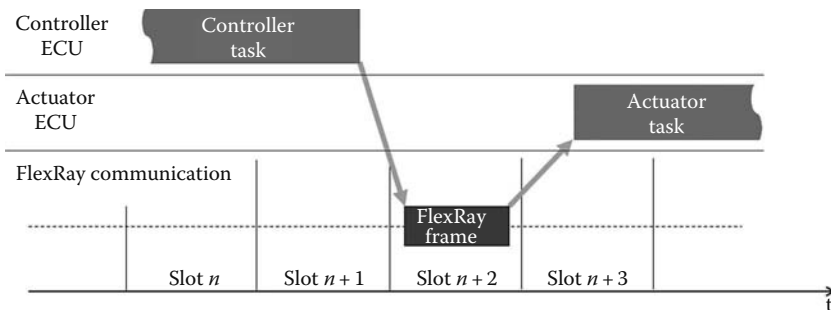 Controller
ECU
Controller
task
Actuator
ECU
Actuator
task
FlexRay communication
FlexRay
frame
Slot n
Slot n + 1
Slot n + 2
Slot n + 3
t